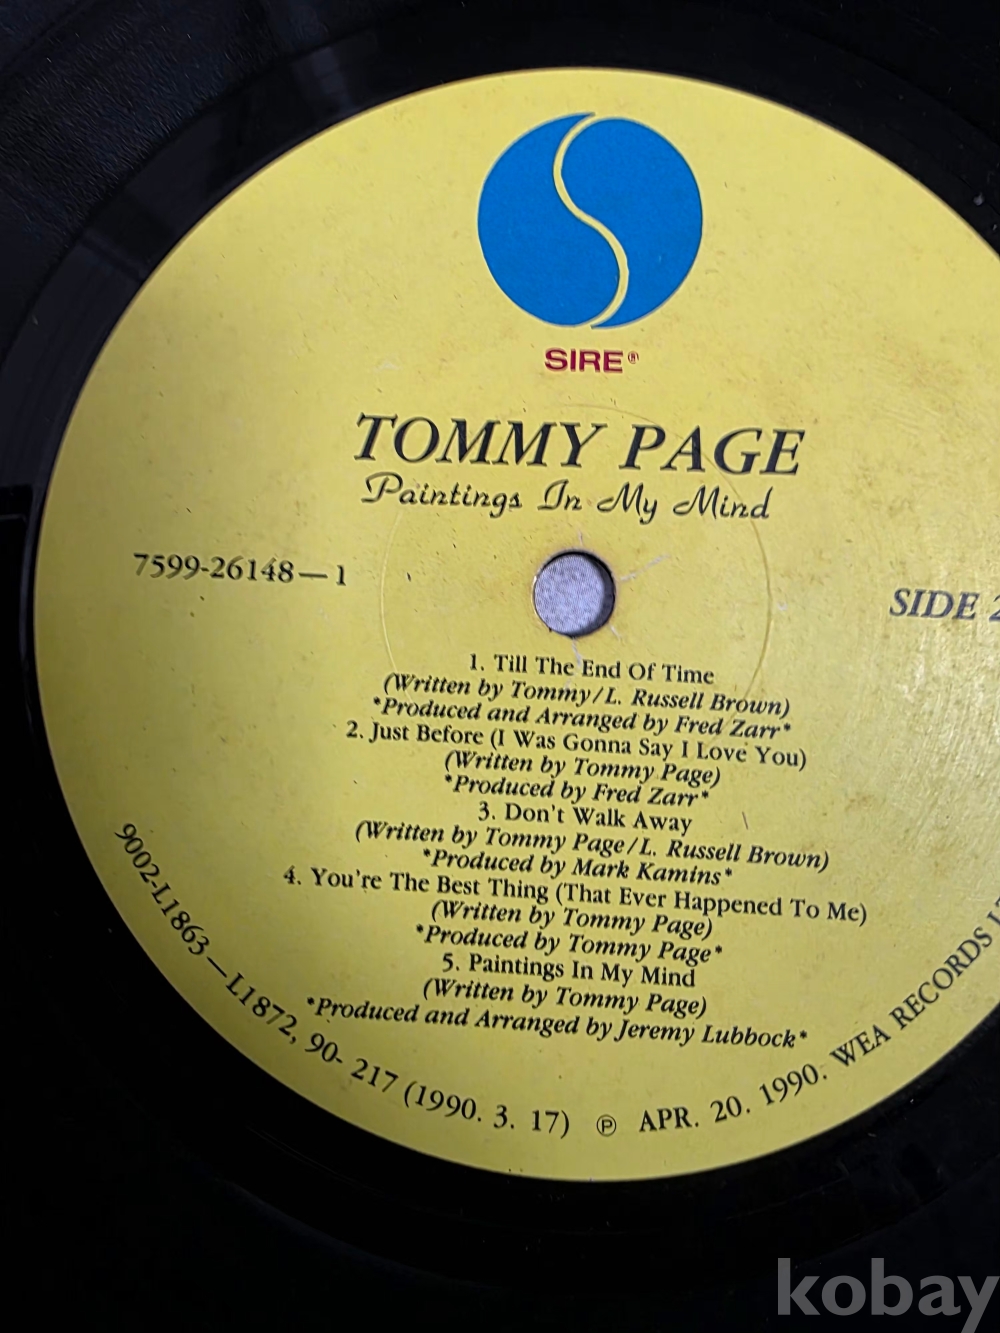 SIRE®
TOMMY PAGE
Paintings In My Mind
7599-26148—1
SIDE 2
1. Till The End Of Time
(Written by Tommy/L. Russell Brown)
*Produced and Arranged by Fred Zarr*
2. Just Before (I Was Gonna Say I Love You)
(Written by Tommy Page)
*Produced by Fred Zarr*
3. Don't Walk Away
(Written by Tommy Page/L. Russell Brown)
*Produced by Mark Kamins*
4. You're The Best Thing (That Ever Happened To Me)
(Written by Tommy Page)
*Produced by Tommy Page*
5. Paintings In My Mind
(Written by Tommy Page)
*Produced and Arranged by Jeremy Lubbock*
9002-L1863—L1872, 90- 217 (1990. 3. 17) ℗ APR. 20. 1990. WEA RECORDS
kobay